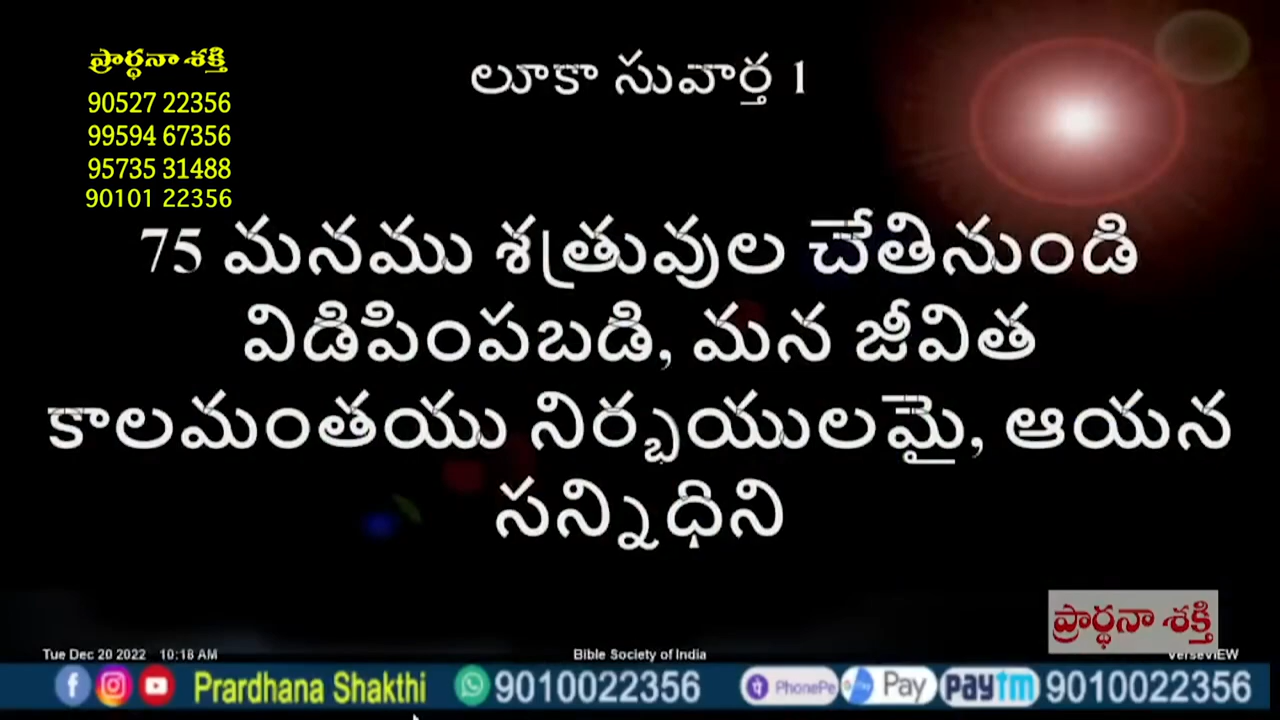 ప్రార్ధనా శక్తి
90527 22356
99594 67356
95735 31488
90101 22356
లూకా సువార్త 1
75 మనము శత్రువుల చేతినుండి
విడిపింపబడి, మన జీవిత
కాలమంతయు నిర్భయులమై, ఆయన
సన్నిధిని
ప్రార్ధనా శక్తి
Tue Dec 20 2022 10:18 AM Bible Society of India VerseVIEW
Prardhana Shakthi 9010022356 PhonePe Pay paytm 9010022356